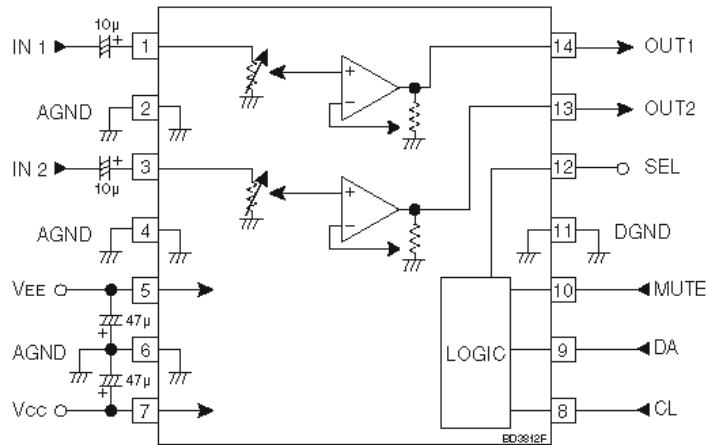 10μ
+
IN 1
1
14
OUT1
+
−
AGND
2
13
OUT2
IN 2
+
10μ
3
12
SEL
+
−
AGND
4
11
DGND
VEE
5
10
MUTE
47μ
+
AGND
6
LOGIC
9
DA
47μ
+
VCC
7
8
CL
BD3812F